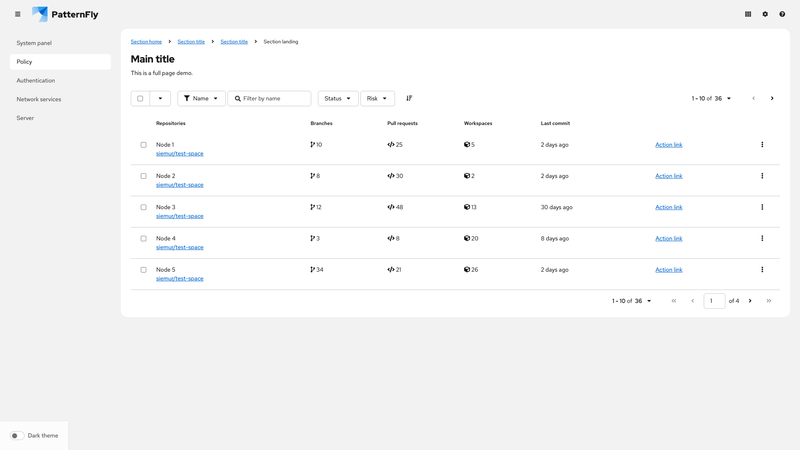 PatternFly
System panel
Policy
Authentication
Network services
Server
Section home Section title Section title Section landing
Main title
This is a full page demo.
Name Filter by name Status Risk 1 - 10 of 36
Repositories Branches Pull requests Workspaces Last commit
Node 1 10 25 5 2 days ago Action link
siemur/test-space
Node 2 8 30 2 2 days ago Action link
siemur/test-space
Node 3 12 48 13 30 days ago Action link
siemur/test-space
Node 4 3 8 20 8 days ago Action link
siemur/test-space
Node 5 34 21 26 2 days ago Action link
siemur/test-space
1 - 10 of 36 1 of 4
Dark theme